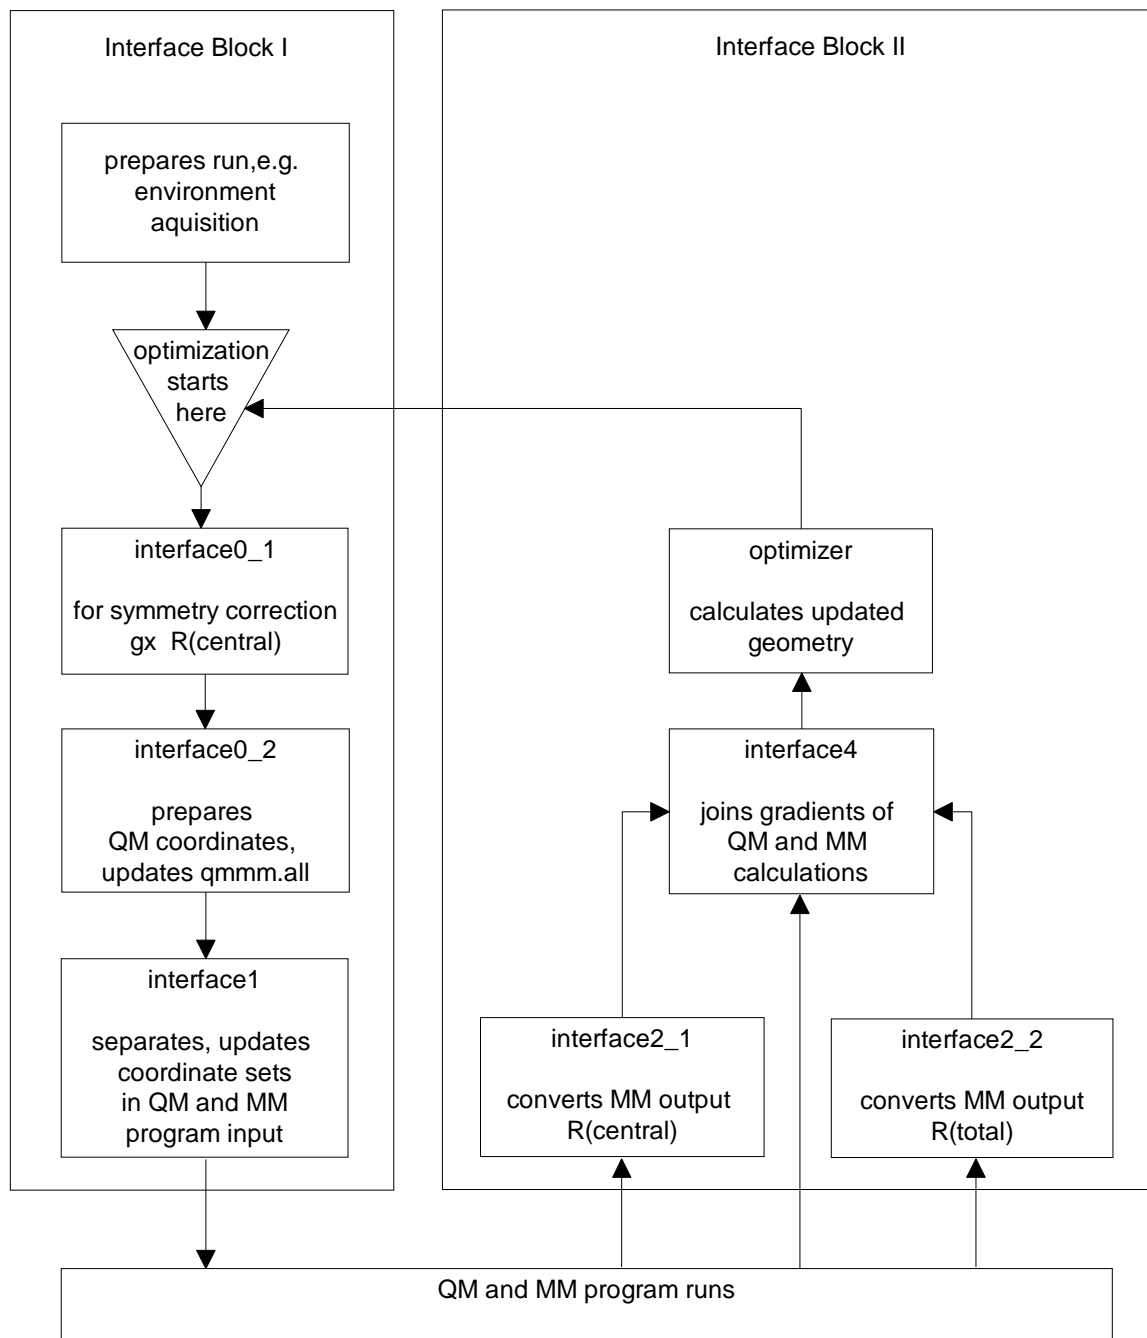 Interface Block I
prepares run,e.g.
environment
aquisition
optimization
starts
here
interface0_1
for symmetry correction
gx  R(central)
interface0_2
prepares
QM coordinates,
updates qmmm.all
interface1
separates, updates
coordinate sets
in QM and MM
program input
Interface Block II
optimizer
calculates updated
geometry
interface4
joins gradients of
QM and MM
calculations
interface2_1
converts MM output
R(central)
interface2_2
converts MM output
R(total)
QM and MM program runs